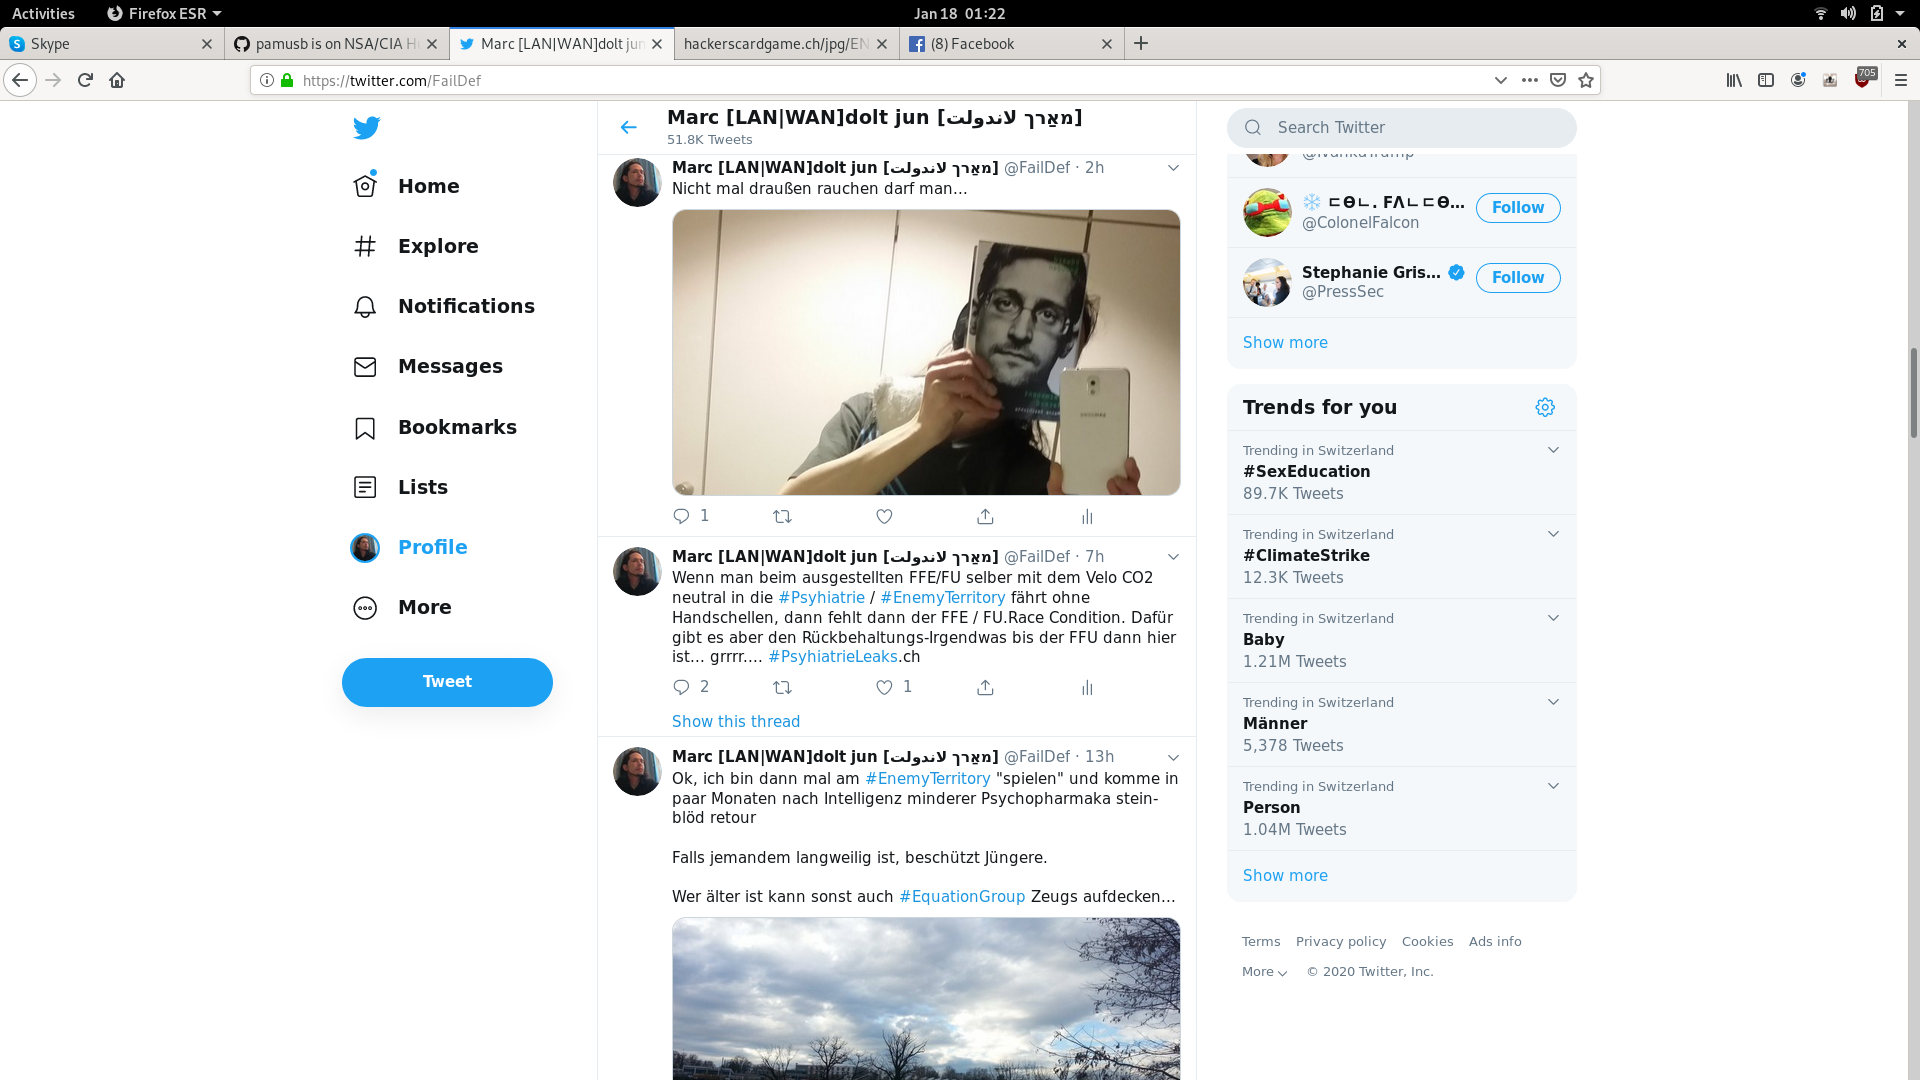 Activities
Firefox ESR
Jan 18 01:22
Skype
pamusb is on NSA/CIA H
Marc [LAN|WAN]dolt jun
hackerscardgame.ch/jpg/EN
(8) Facebook
https://twitter.com/FailDef
705
Marc [LAN|WAN]dolt jun [מאַרך לאנדולת]
51.8K Tweets
Search Twitter
Home
Explore
Notifications
Messages
Bookmarks
Lists
Profile
More
Tweet
Marc [LAN|WAN]dolt jun [מאַרך לאנדולת] @FailDef · 2h
Nicht mal draußen rauchen darf man...
1
Marc [LAN|WAN]dolt jun [מאַרך לאנדולת] @FailDef · 7h
Wenn man beim ausgestellten FFE/FU selber mit dem Velo CO2
neutral in die #Psyhiatrie / #EnemyTerritory fährt ohne
Handschellen, dann fehlt dann der FFE / FU.Race Condition. Dafür
gibt es aber den Rückbehaltungs-Irgendwas bis der FFU dann hier
ist... grrrr.... #PsyhiatrieLeaks.ch
2
1
Show this thread
Marc [LAN|WAN]dolt jun [מאַרך לאנדולת] @FailDef · 13h
Ok, ich bin dann mal am #EnemyTerritory "spielen" und komme in
paar Monaten nach Intelligenz minderer Psychopharmaka stein-
blöd retour
Falls jemandem langweilig ist, beschützt Jüngere.
Wer älter ist kann sonst auch #EquationGroup Zeugs aufdecken...
@IvankaTrump
@ColonelFalcon
Follow
Stephanie Gris...
@PressSec
Follow
Show more
Trends for you
Trending in Switzerland
#SexEducation
89.7K Tweets
Trending in Switzerland
#ClimateStrike
12.3K Tweets
Trending in Switzerland
Baby
1.21M Tweets
Trending in Switzerland
Männer
5,378 Tweets
Trending in Switzerland
Person
1.04M Tweets
Show more
Terms Privacy policy Cookies Ads info
More © 2020 Twitter, Inc.